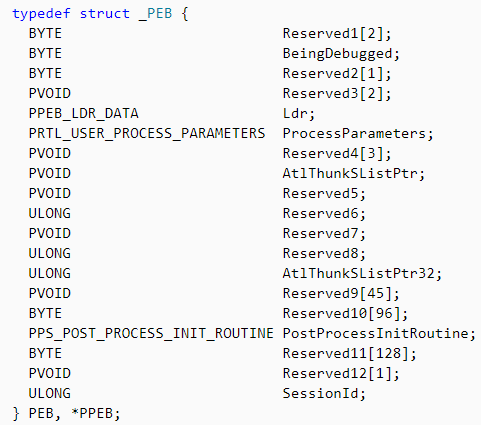 typedef struct _PEB {
  BYTE                          Reserved1[2];
  BYTE                          BeingDebugged;
  BYTE                          Reserved2[1];
  PVOID                         Reserved3[2];
  PPEB_LDR_DATA                 Ldr;
  PRTL_USER_PROCESS_PARAMETERS  ProcessParameters;
  PVOID                         Reserved4[3];
  PVOID                         AtlThunkSListPtr;
  PVOID                         Reserved5;
  ULONG                         Reserved6;
  PVOID                         Reserved7;
  ULONG                         Reserved8;
  ULONG                         AtlThunkSListPtr32;
  PVOID                         Reserved9[45];
  BYTE                          Reserved10[96];
  PPS_POST_PROCESS_INIT_ROUTINE PostProcessInitRoutine;
  BYTE                          Reserved11[128];
  PVOID                         Reserved12[1];
  ULONG                         SessionId;
} PEB, *PPEB;